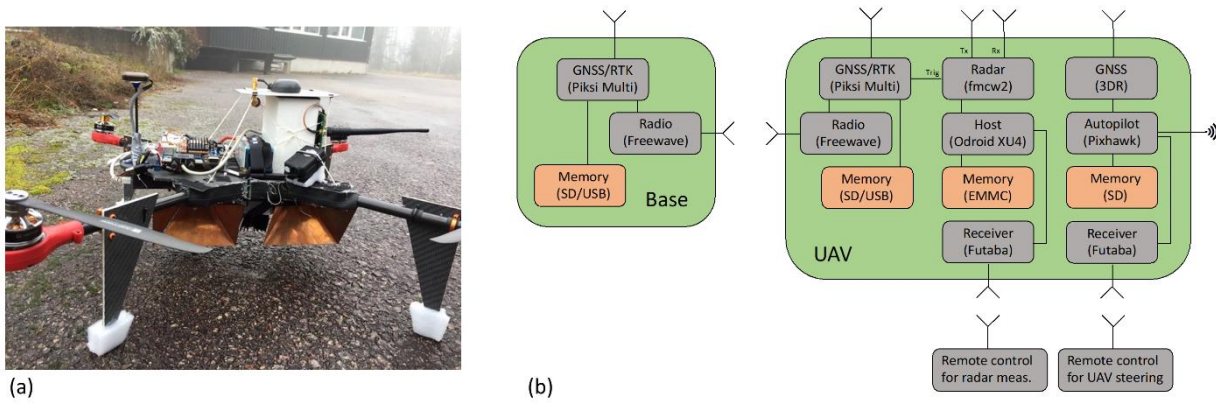 (a)
(b)
GNSS/RTK
(Piksi Multi)
Radio
(Freewave)
Memory
(SD/USB)
Base
GNSS/RTK
(Piksi Multi)
Trig
Tx
Rx
Radar
(fmcw2)
GNSS
(3DR)
Radio
(Freewave)
Host
(Odroid XU4)
Autopilot
(Pixhawk)
Memory
(SD/USB)
Memory
(EMMC)
Memory
(SD)
Receiver
(Futaba)
Receiver
(Futaba)
UAV
Remote control
for radar meas.
Remote control
for UAV steering